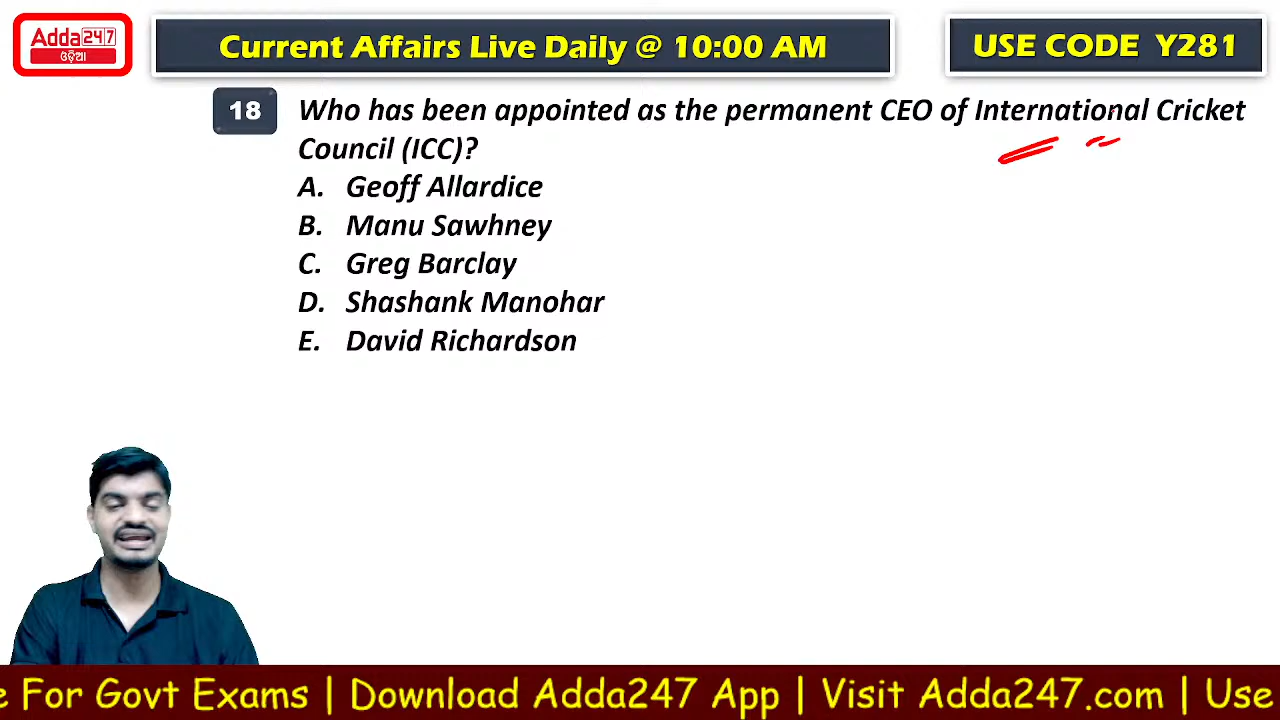 Adda247
ଓଡ଼ିଆ
Current Affairs Live Daily @ 10:00 AM
USE CODE Y281
18
Who has been appointed as the permanent CEO of International Cricket
Council (ICC)?
A. Geoff Allardice
B. Manu Sawhney
C. Greg Barclay
D. Shashank Manohar
E. David Richardson
e For Govt Exams | Download Adda247 App | Visit Adda247.com | Use